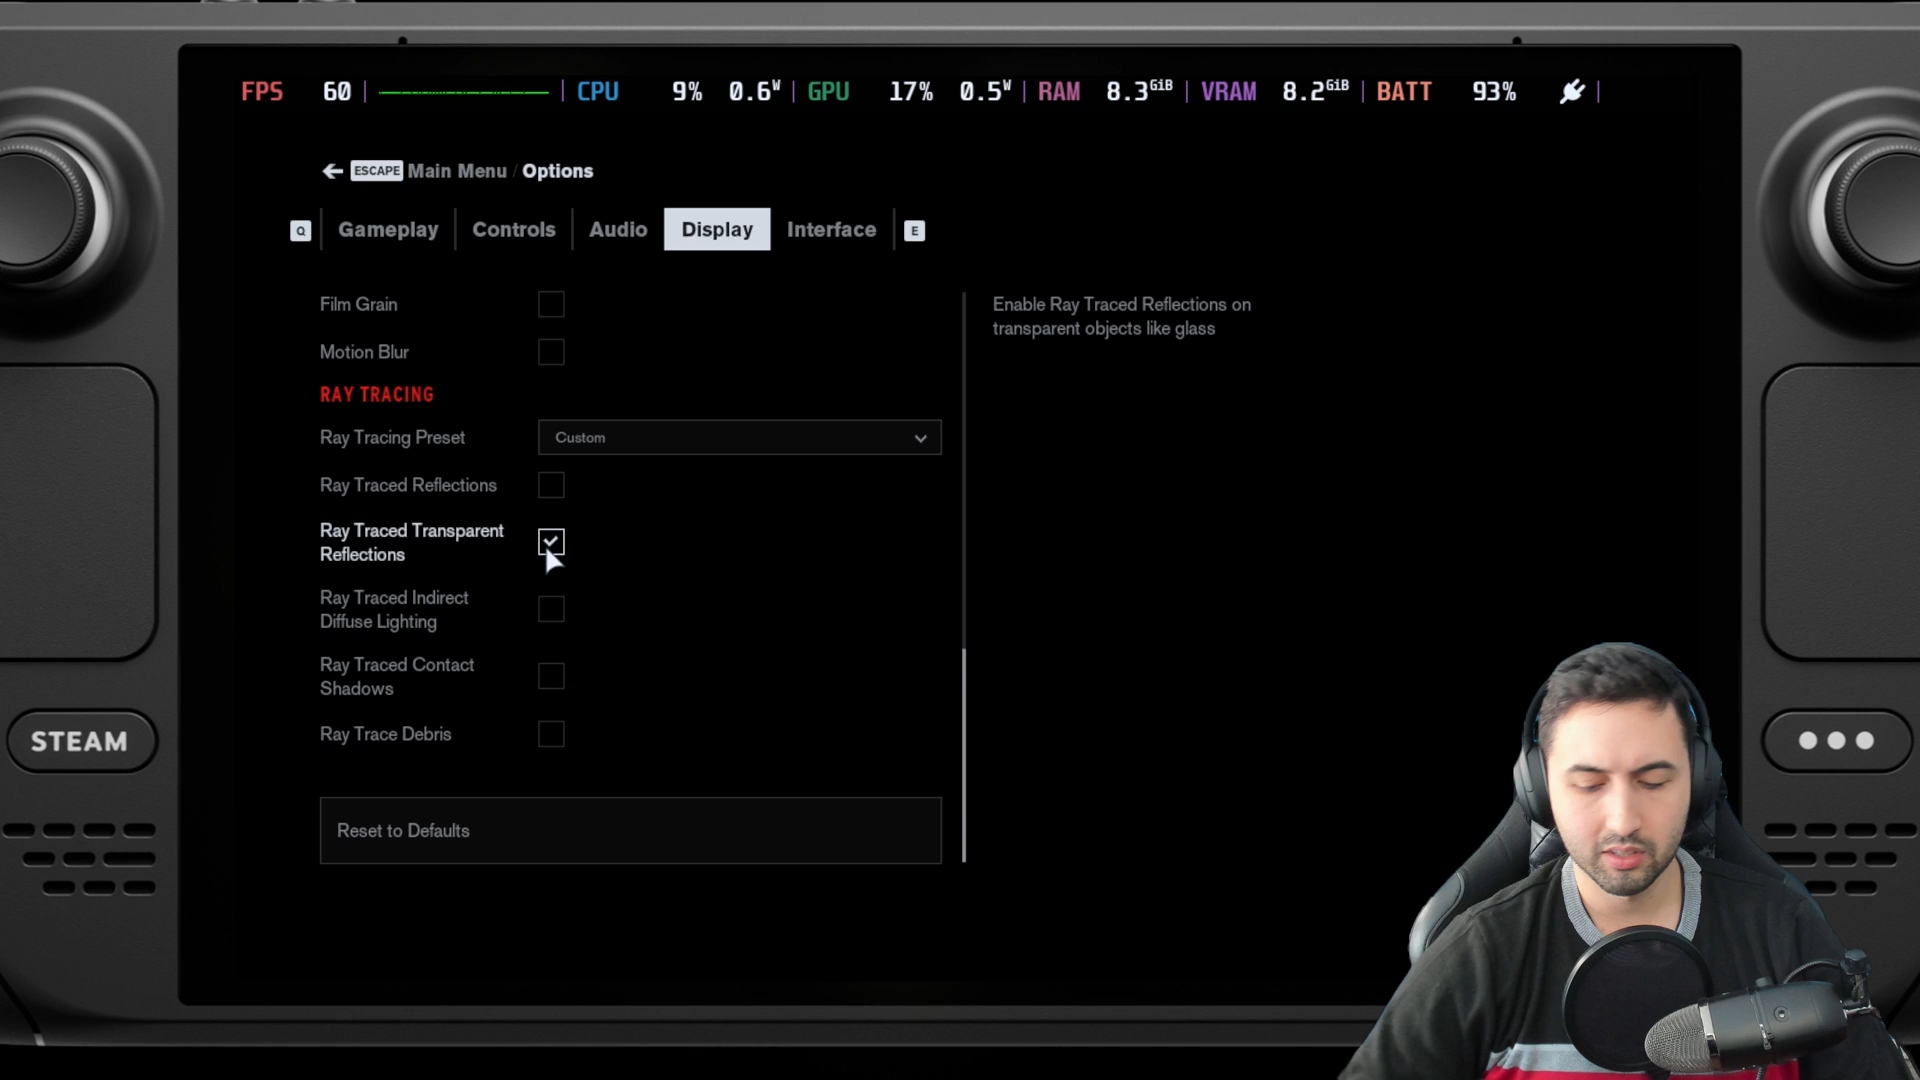 FPS 60 CPU 9% 0.6W GPU 17% 0.5W RAM 8.3GiB VRAM 8.2GiB BATT 93%
ESCAPE Main Menu / Options
Q Gameplay Controls Audio Display Interface E
Film Grain
Motion Blur
RAY TRACING
Ray Tracing Preset Custom
Ray Traced Reflections
Ray Traced Transparent
Reflections
Ray Traced Indirect
Diffuse Lighting
Ray Traced Contact
Shadows
Ray Trace Debris
Reset to Defaults
Enable Ray Traced Reflections on
transparent objects like glass
STEAM